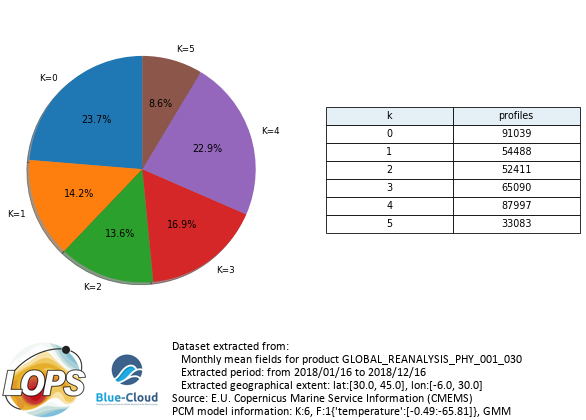 K=5
K=0
8.6%
23.7%
K=4
22.9%
14.2%
K=1
16.9%
13.6%
K=3
K=2
k profiles
0 91039
1 54488
2 52411
3 65090
4 87997
5 33083
LOPS
Blue-Cloud
Dataset extracted from:
Monthly mean fields for product GLOBAL_REANALYSIS_PHY_001_030
Extracted period: from 2018/01/16 to 2018/12/16
Extracted geographical extent: lat:[30.0, 45.0], lon:[-6.0, 30.0]
Source: E.U. Copernicus Marine Service Information (CMEMS)
PCM model information: K:6, F:1{'temperature':[-0.49:-65.81]}, GMM